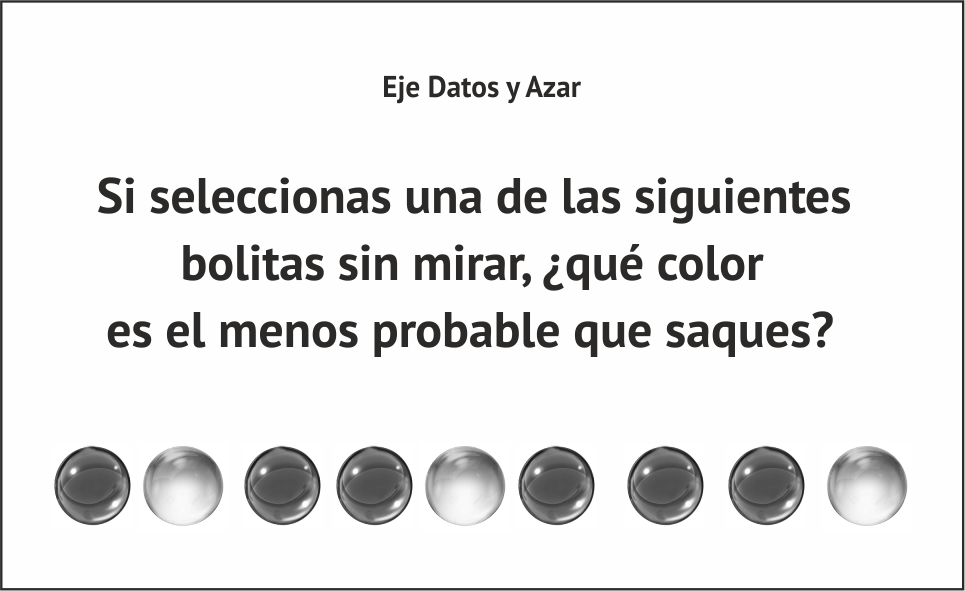 Eje Datos y Azar
Si seleccionas una de las siguientes
bolitas sin mirar, ¿qué color
es el menos probable que saques?